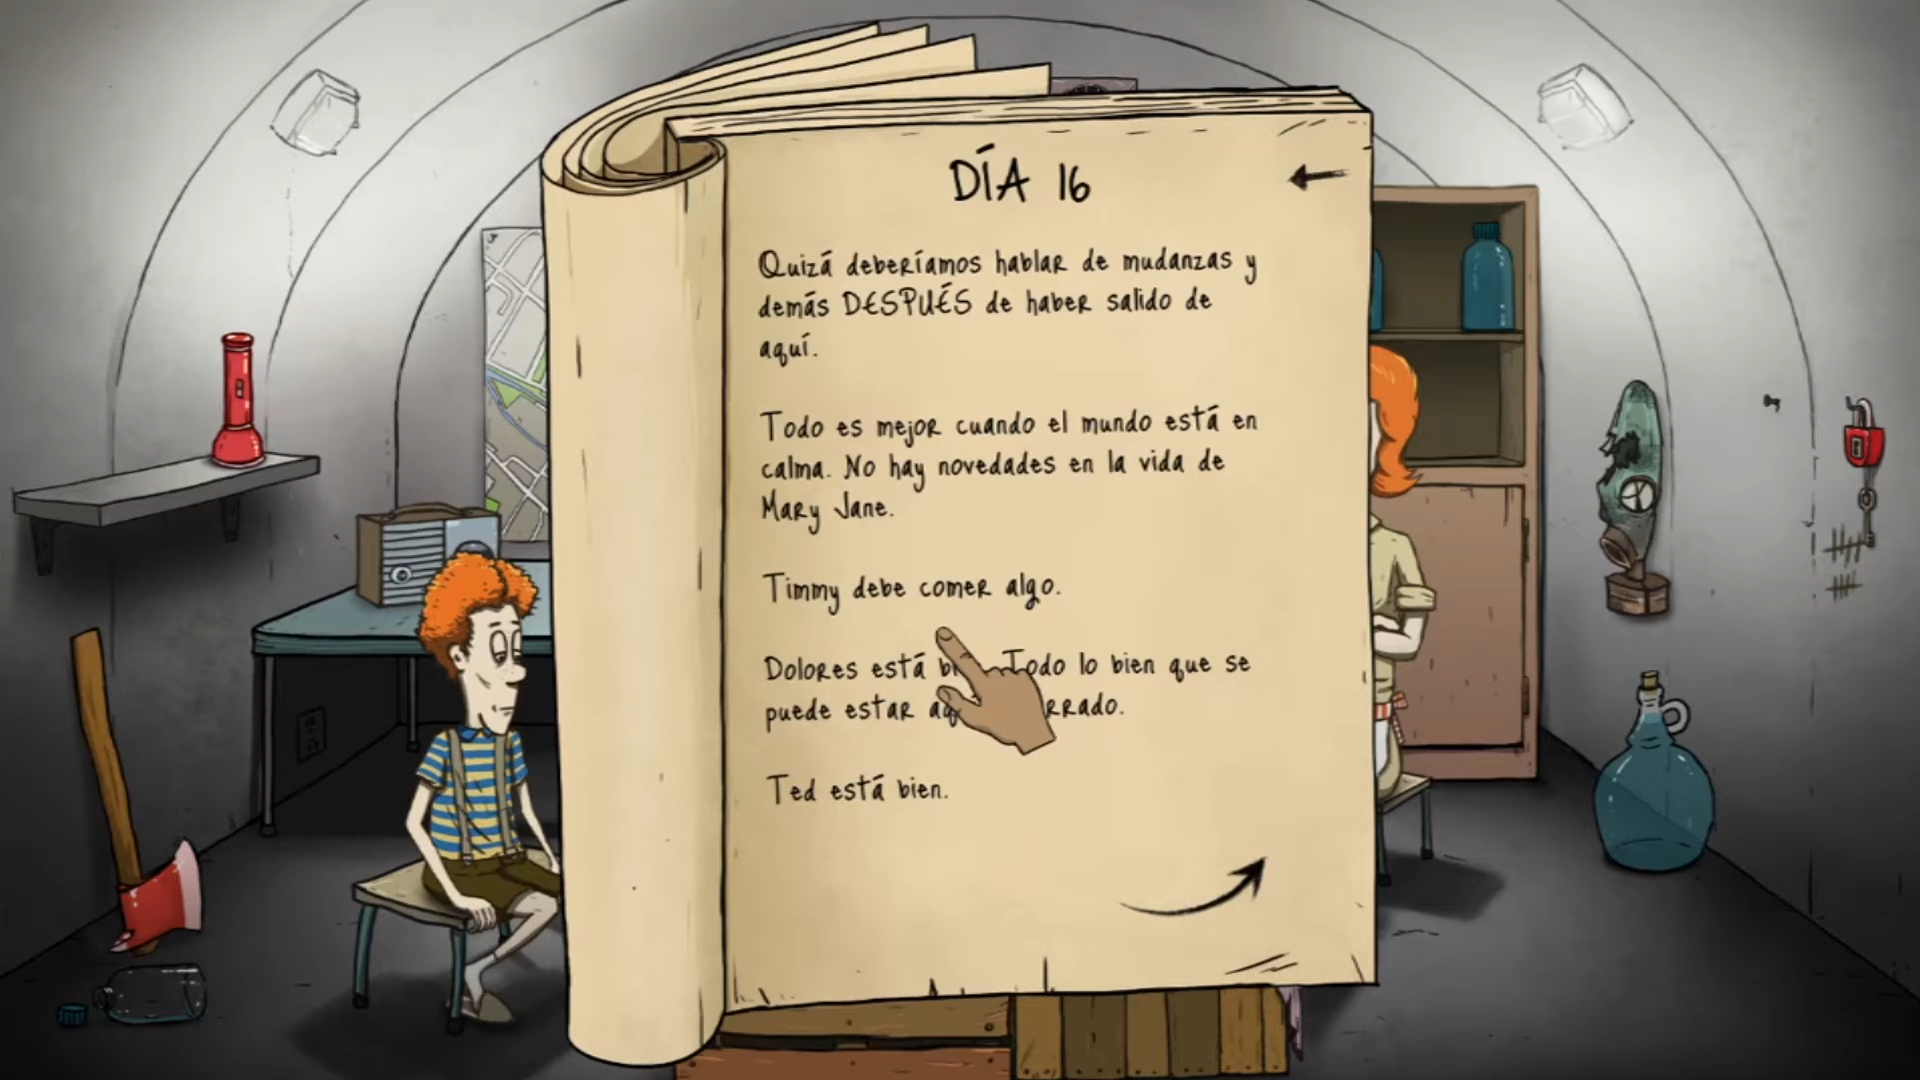 DÍA 16
Quizá deberíamos hablar de mudanzas y
demás DESPUÉS de haber salido de
aquí.
Todo es mejor cuando el mundo está en
calma. No hay novedades en la vida de
Mary Jane.
Timmy debe comer algo.
Dolores está Todo lo bien que se
puede estar
Ted está bien.